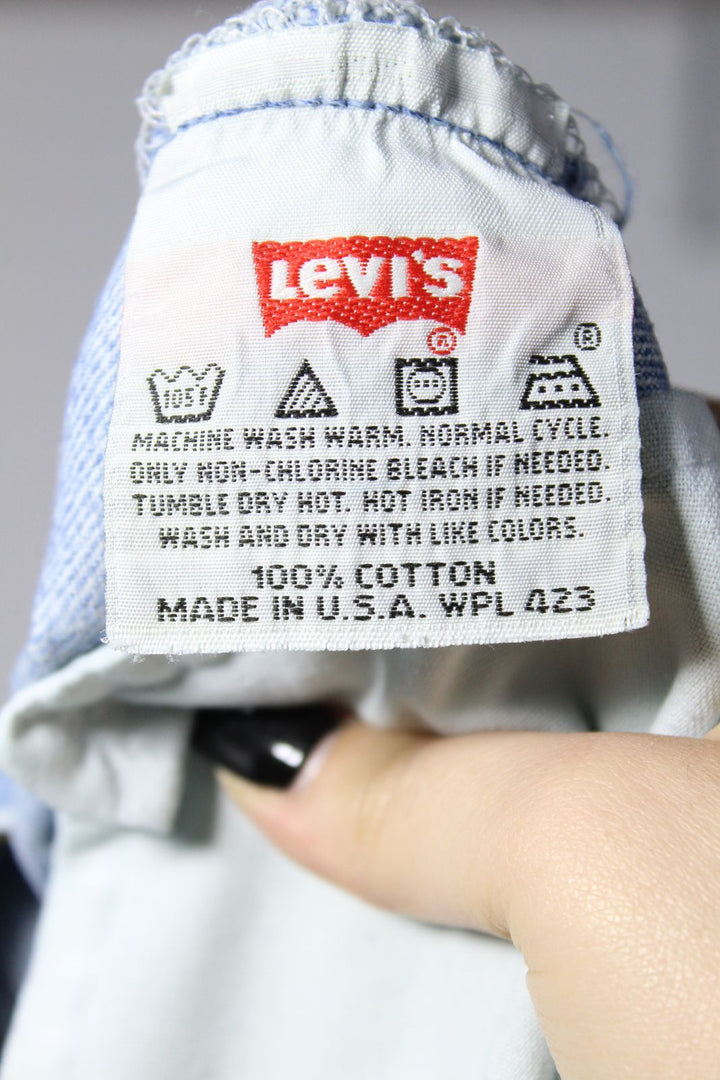 Levi's
®
®
105F
MACHINE WASH WARM. NORMAL CYCLE.
ONLY NON-CHLORINE BLEACH IF NEEDED.
TUMBLE DRY HOT. HOT IRON IF NEEDED.
WASH AND DRY WITH LIKE COLORS.
100% COTTON
MADE IN U.S.A. WPL 423